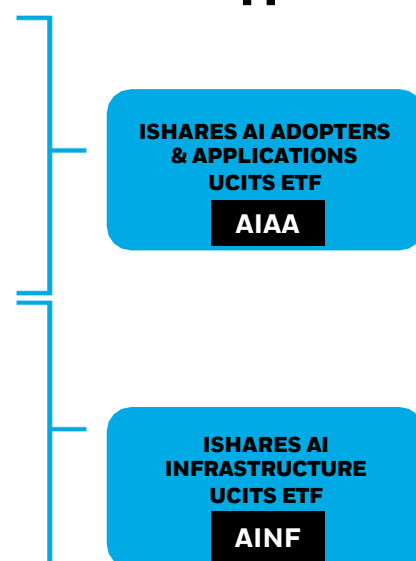 ISHARES AI ADOPTERS
& APPLICATIONS
UCITS ETF
AIAA
ISHARES AI
INFRASTRUCTURE
UCITS ETF
AINF